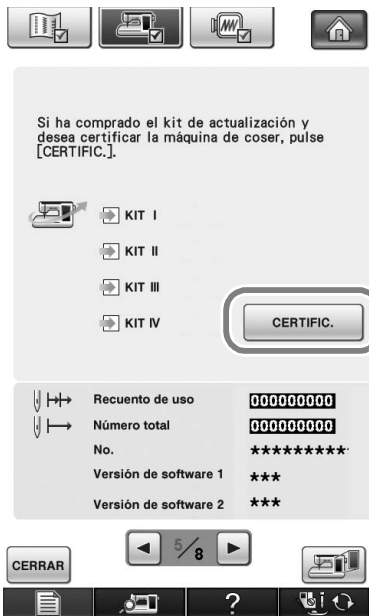 Si ha comprado el kit de actualización y
desea certificar la máquina de coser, pulse
[CERTIFIC.].
KIT I
KIT II
KIT III
KIT IV
CERTIFIC.
Recuento de uso 000000000
Número total 000000000
No. *********
Versión de software 1 ***
Versión de software 2 ***
5/8
CERRAR
?